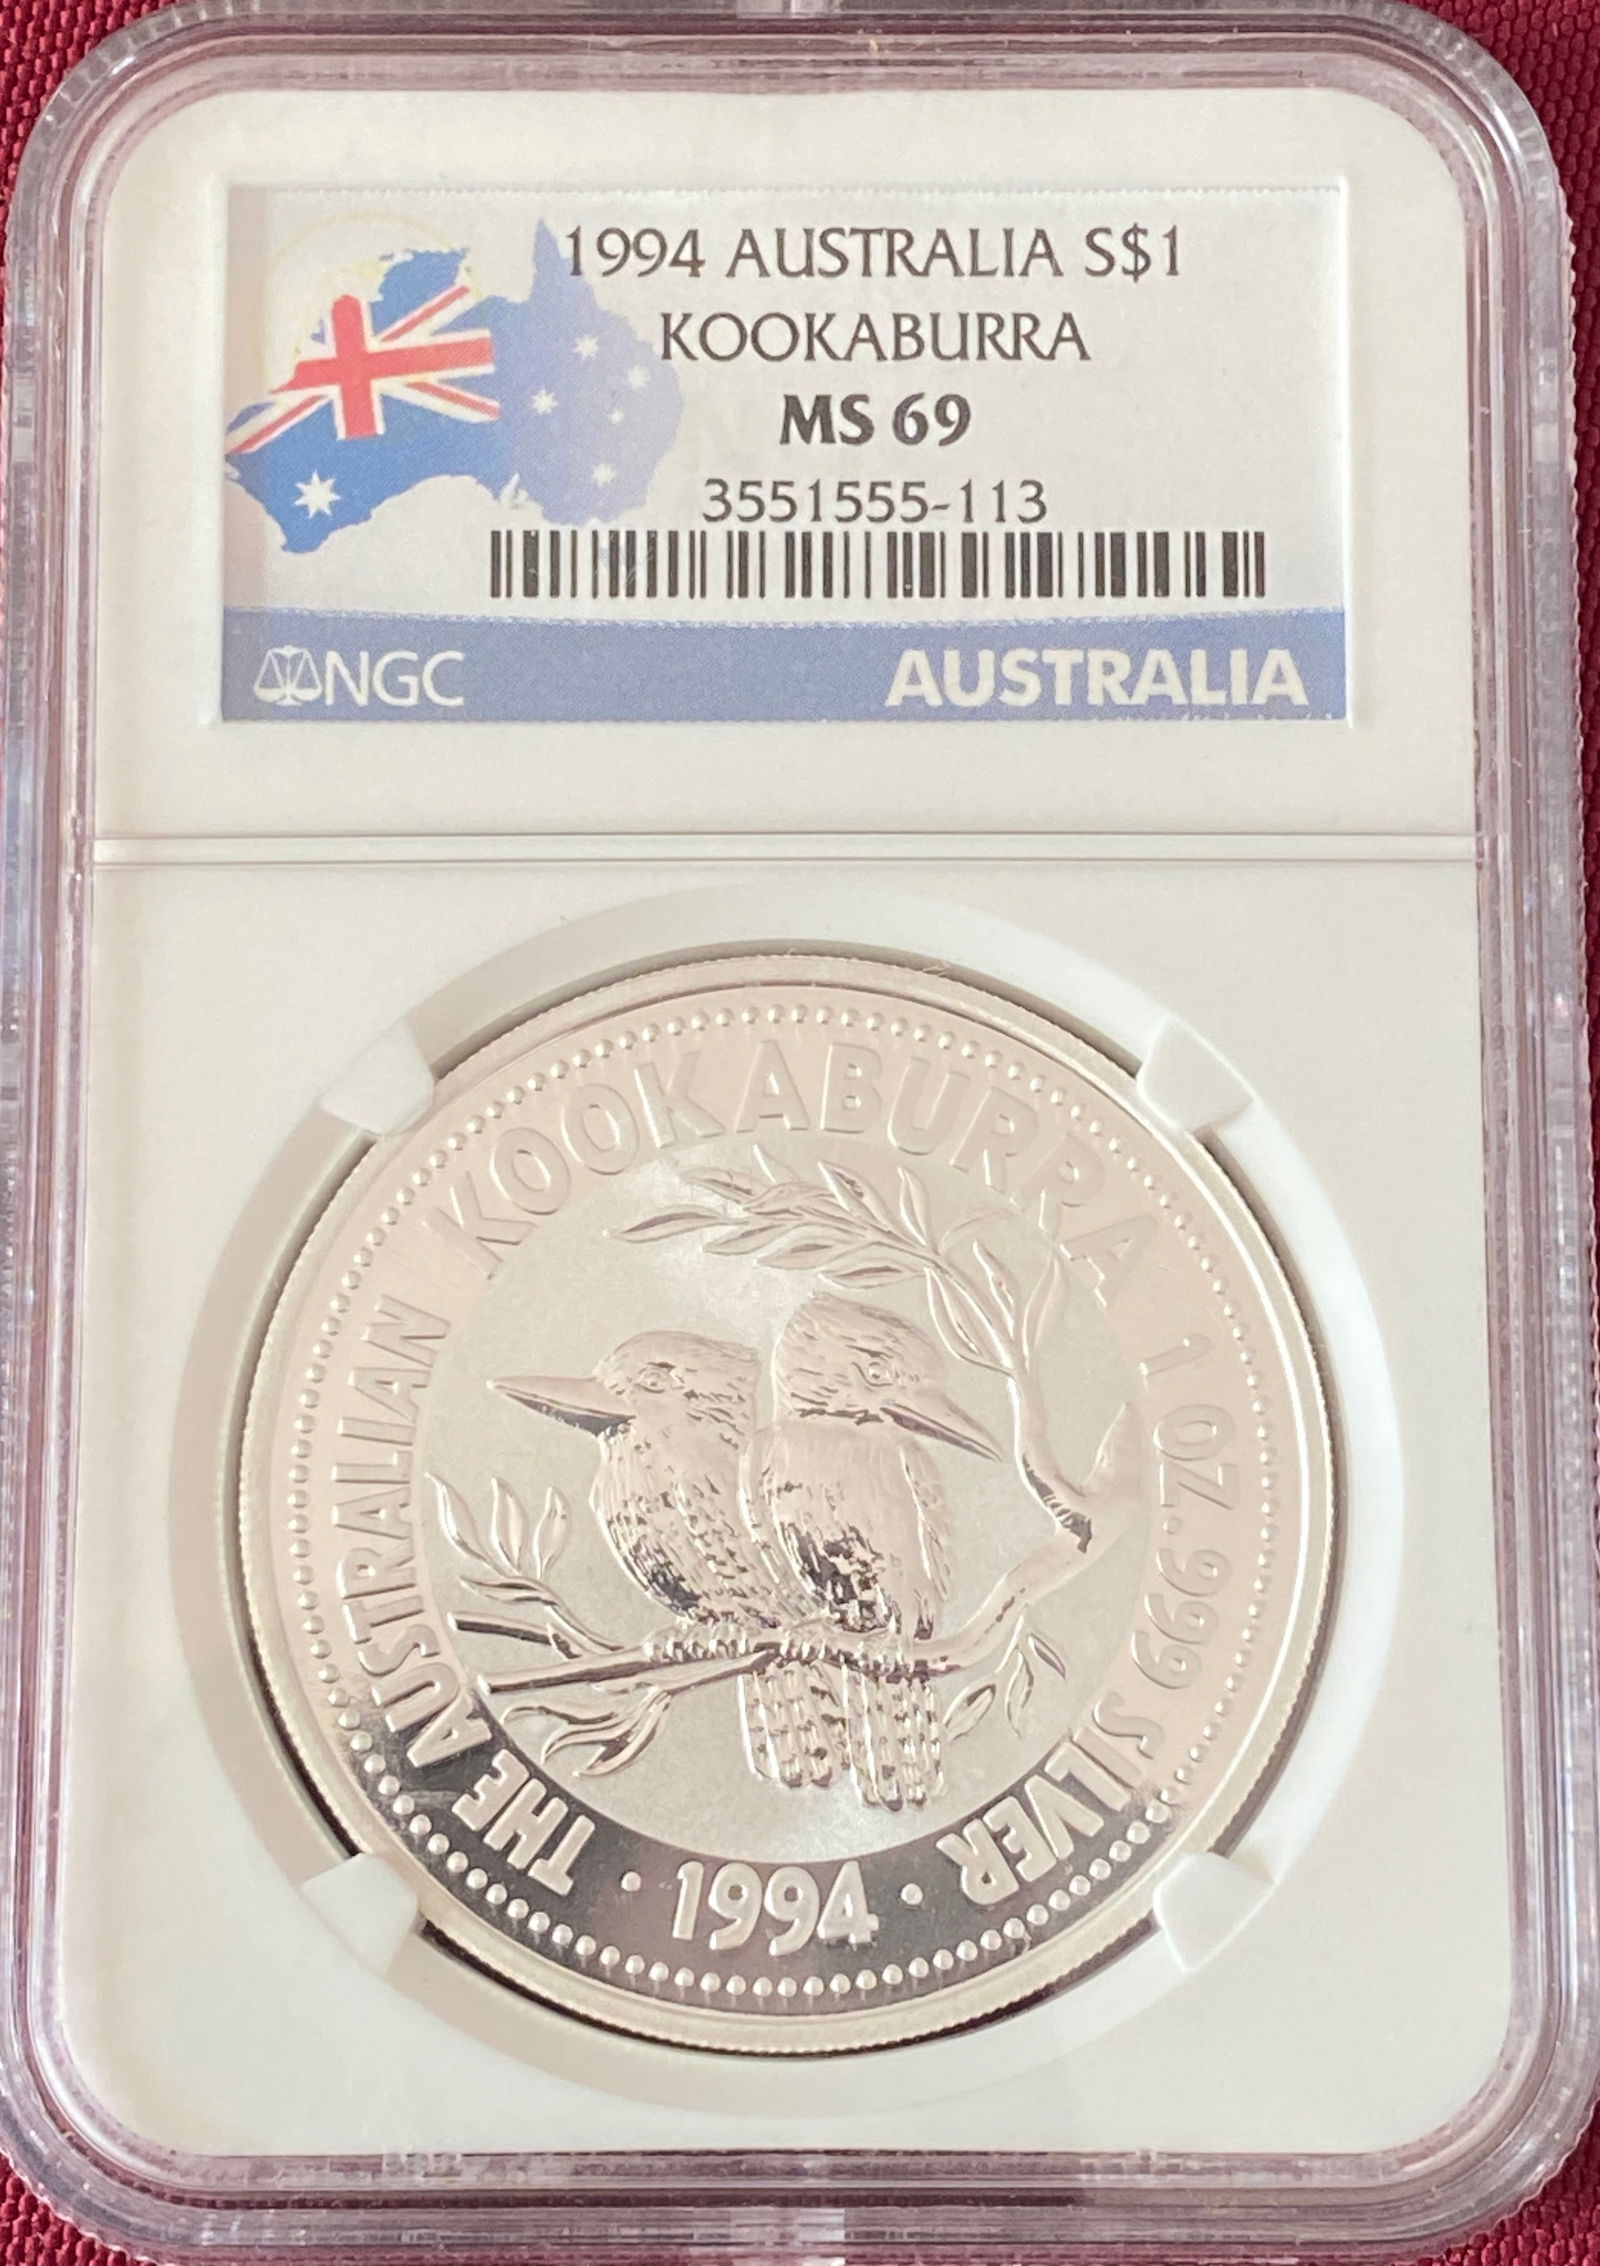 1994 AUSTRALIA S$1
KOOKABURRA
MS 69
3551555-113
NGC
AUSTRALIA
THE AUSTRALIAN KOOKABURRA 1 OZ. 999 SILVER
· 1994 ·